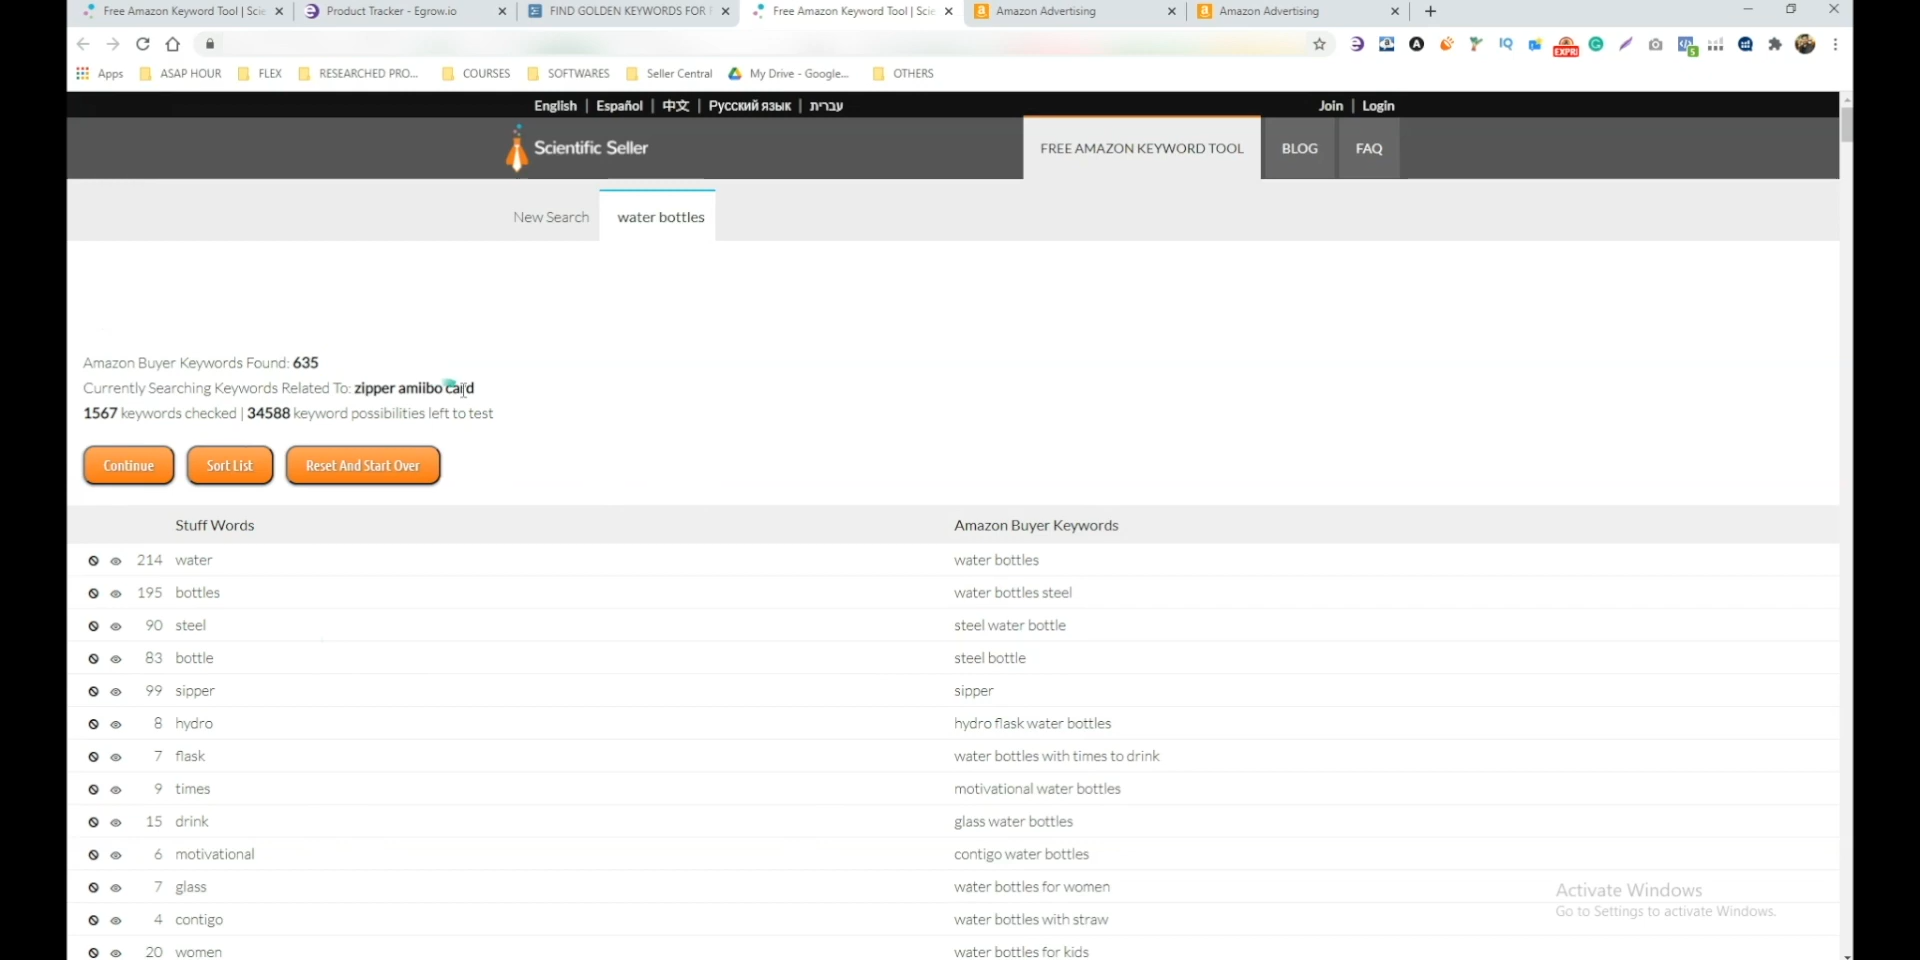 Free Amazon Keyword Tool | Scie
Product Tracker - Egrow.io
FIND GOLDEN KEYWORDS FOR
Free Amazon Keyword Tool | Scie
Amazon Advertising
Amazon Advertising
Apps
ASAP HOUR
FLEX
RESEARCHED PRO...
COURSES
SOFTWARES
Seller Central
My Drive - Google...
OTHERS
IQ
EXPRI
5
English | Español | 中文 | Русский язык | עברית
Join | Login
Scientific Seller
FREE AMAZON KEYWORD TOOL
BLOG
FAQ
New Search
water bottles
Amazon Buyer Keywords Found: 635
Currently Searching Keywords Related To: zipper amiibo card
1567 keywords checked | 34588 keyword possibilities left to test
Continue
Sort List
Reset And Start Over
Stuff Words
Amazon Buyer Keywords
214 water
water bottles
195 bottles
water bottles steel
90 steel
steel water bottle
83 bottle
steel bottle
99 sipper
sipper
8 hydro
hydro flask water bottles
7 flask
water bottles with times to drink
9 times
motivational water bottles
15 drink
glass water bottles
6 motivational
contigo water bottles
7 glass
water bottles for women
4 contigo
water bottles with straw
20 women
water bottles for kids
Activate Windows
Go to Settings to activate Windows.